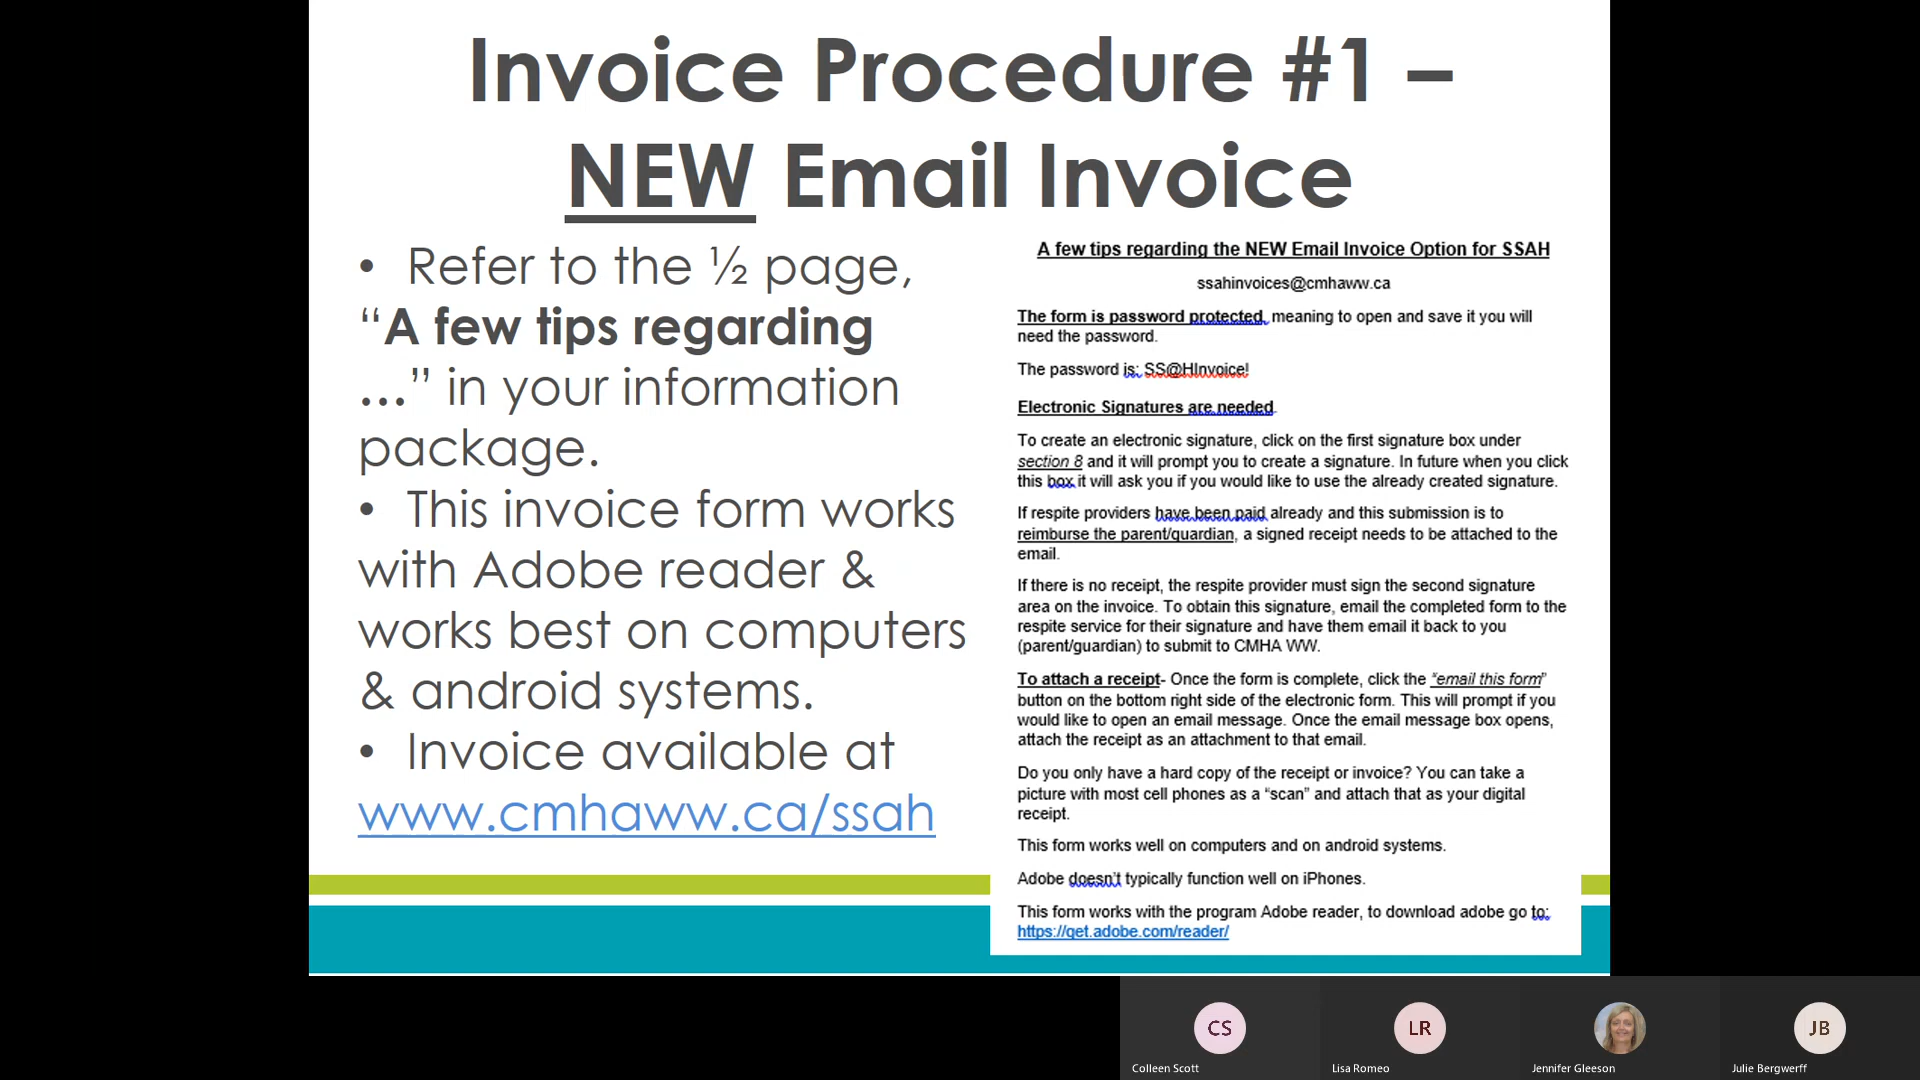 Invoice Procedure #1 –
NEW Email Invoice
• Refer to the ½ page,
“A few tips regarding
…” in your information
package.
• This invoice form works
with Adobe reader &
works best on computers
& android systems.
• Invoice available at
www.cmhaww.ca/ssah
A few tips regarding the NEW Email Invoice Option for SSAH
ssahinvoices@cmhaww.ca
The form is password protected, meaning to open and save it you will
need the password.
The password is: SS@HInvoice!
Electronic Signatures are needed
To create an electronic signature, click on the first signature box under
section 8 and it will prompt you to create a signature. In future when you click
this box it will ask you if you would like to use the already created signature.
If respite providers have been paid already and this submission is to
reimburse the parent/guardian, a signed receipt needs to be attached to the
email.
If there is no receipt, the respite provider must sign the second signature
area on the invoice. To obtain this signature, email the completed form to the
respite service for their signature and have them email it back to you
(parent/guardian) to submit to CMHA WW.
To attach a receipt- Once the form is complete, click the “email this form”
button on the bottom right side of the electronic form. This will prompt if you
would like to open an email message. Once the email message box opens,
attach the receipt as an attachment to that email.
Do you only have a hard copy of the receipt or invoice? You can take a
picture with most cell phones as a “scan” and attach that as your digital
receipt.
This form works well on computers and on android systems.
Adobe doesn’t typically function well on iPhones.
This form works with the program Adobe reader, to download adobe go to:
https://get.adobe.com/reader/
CS
LR
JB
Colleen Scott
Lisa Romeo
Jennifer Gleeson
Julie Bergwerff